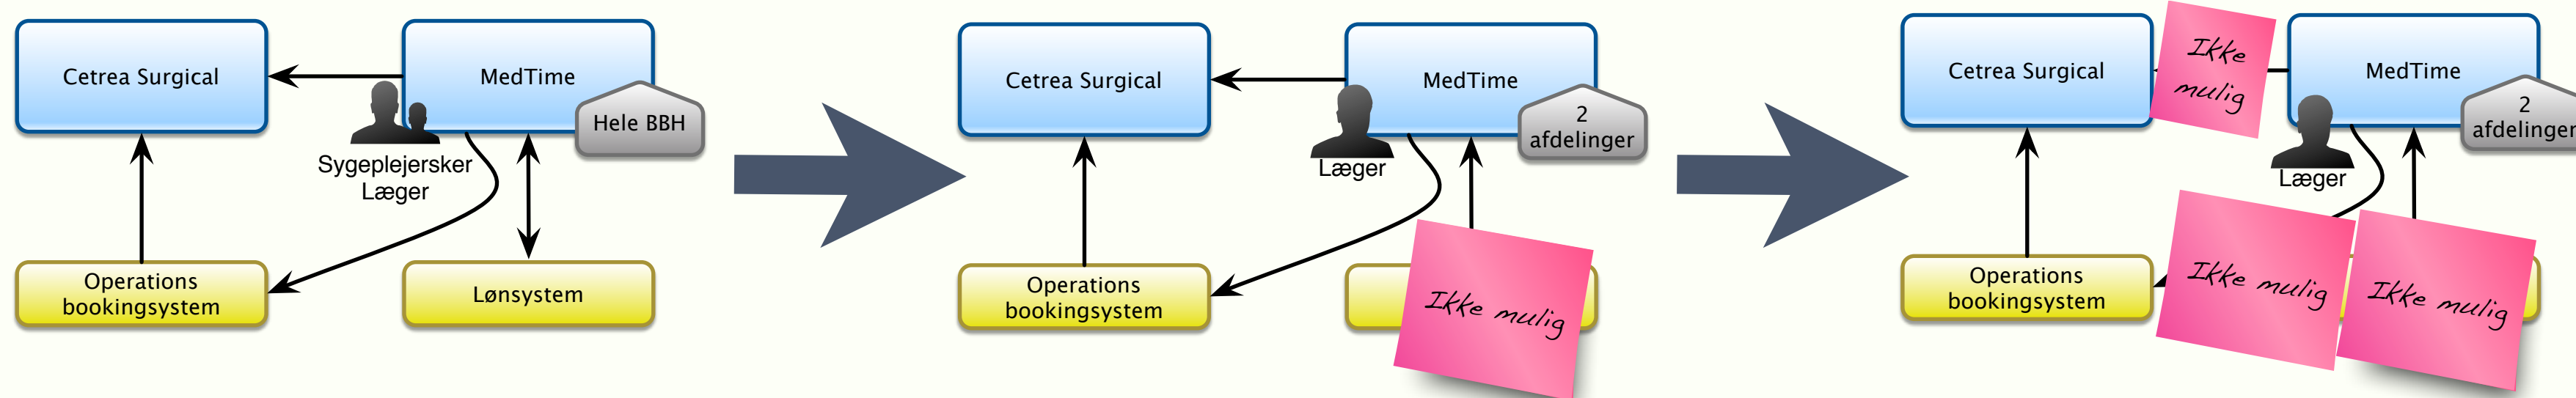 Cetrea Surgical
MedTime
Hele BBH
Sygeplejersker
Læger
Operations
bookingsystem
Lønsystem
Cetrea Surgical
MedTime
2
afdelinger
Læger
Operations
bookingsystem
Ikke mulig
Cetrea Surgical
Ikke
mulig
MedTime
2
afdelinger
Læger
Operations
bookingsystem
Ikke mulig
Ikke mulig